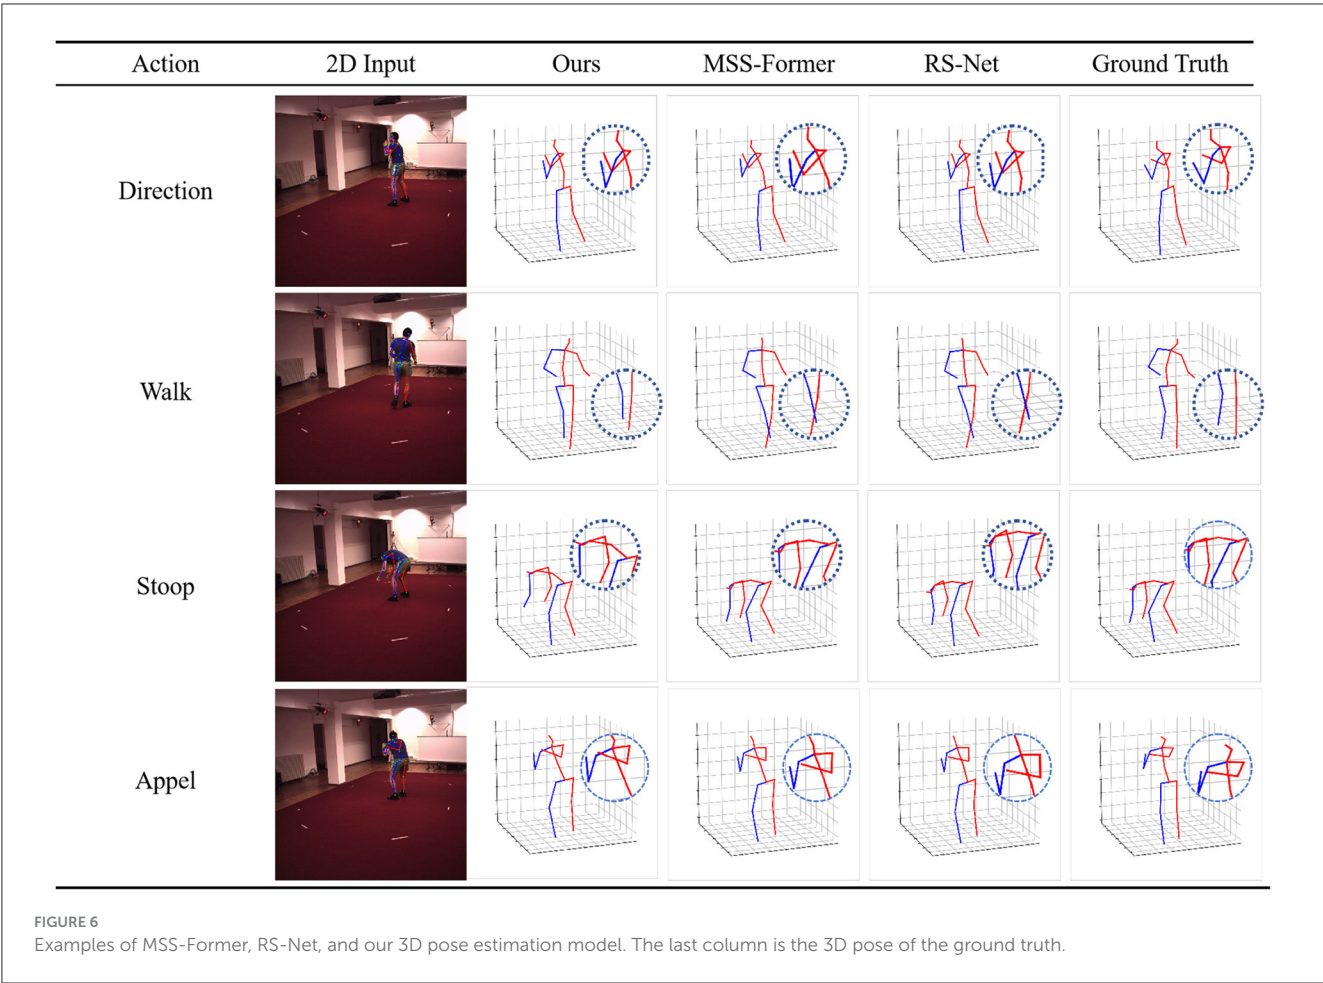 Action 2D Input Ours MSS-Former RS-Net Ground Truth
Direction
Walk
Stoop
Appel
FIGURE 6
Examples of MSS-Former, RS-Net, and our 3D pose estimation model. The last column is the 3D pose of the ground truth.